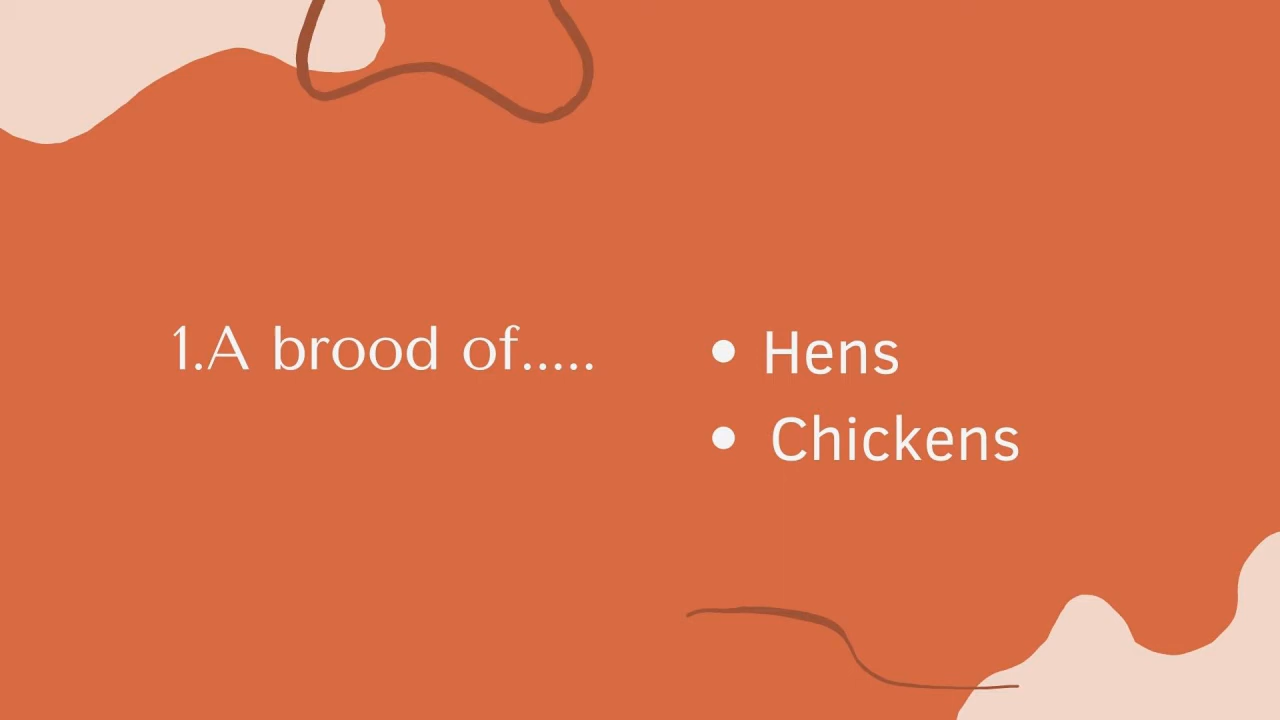 1.A brood of.....
• Hens
• Chickens